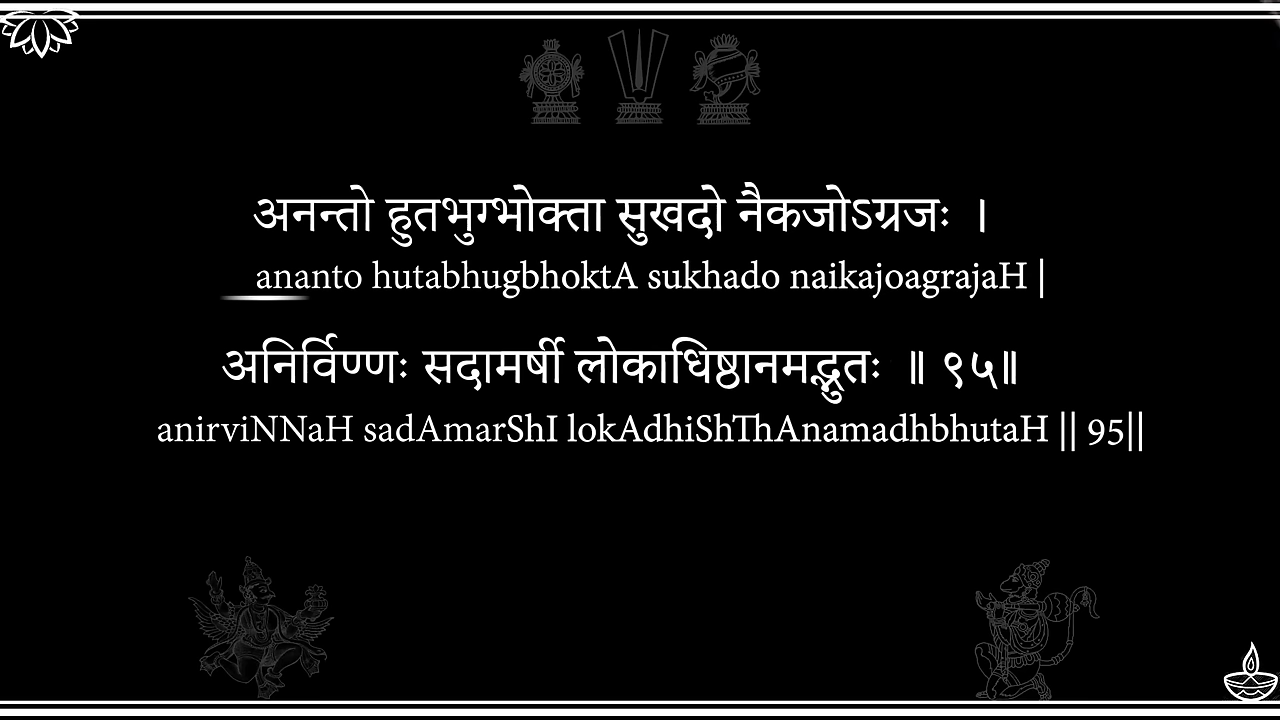 अनन्तो हुतभुग्भोक्ता सुखदो नैकजोऽग्रजः ।
ananto hutabhugbhoktA sukhado naikajoagrajaH |
अनिर्विण्णः सदामर्षी लोकाधिष्ठानमद्भुतः ॥ ९५॥
anirviNNaH sadAmarShI lokAdhiShThAnamadhbhutaH || 95||